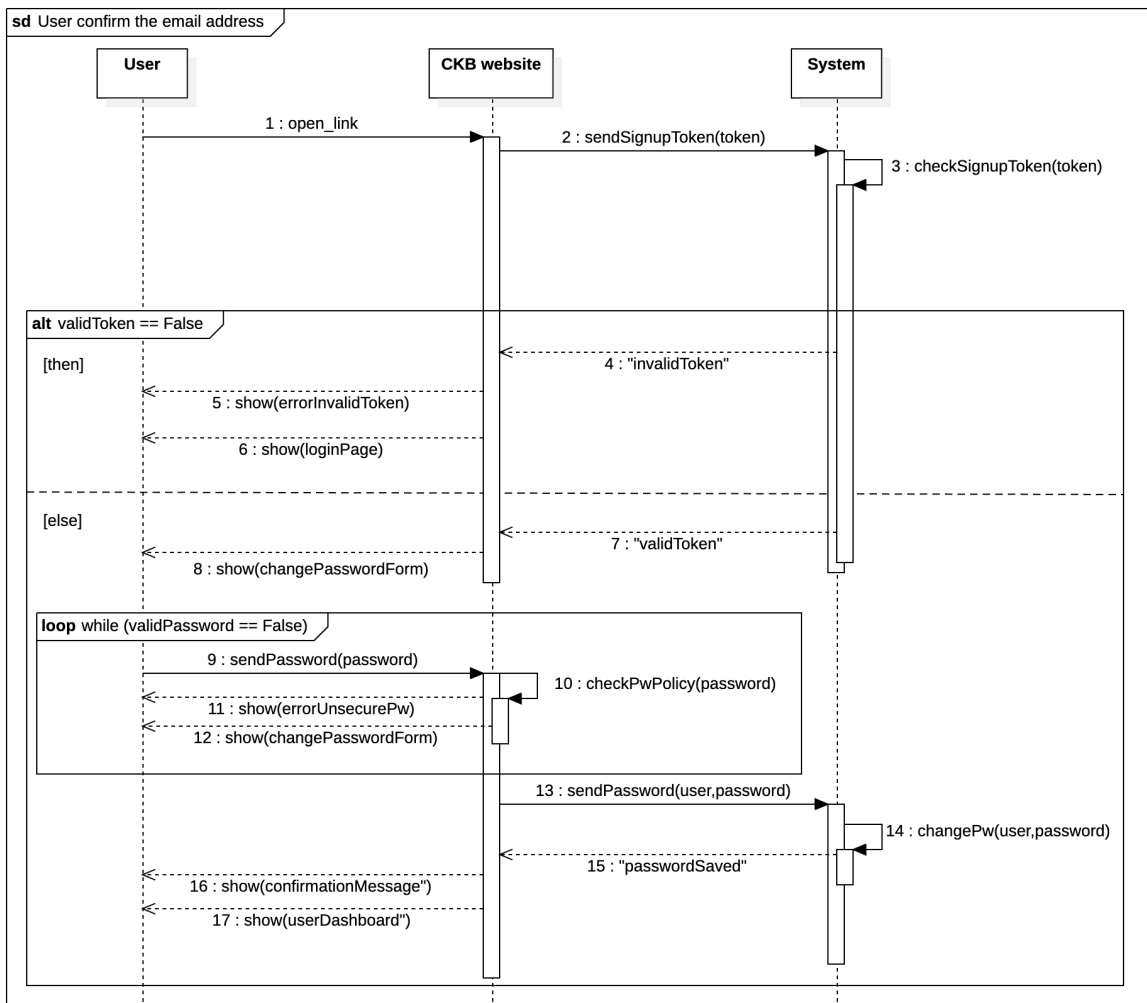 sd User confirm the email address
User
CKB website
System
1 : open_link
2 : sendSignupToken(token)
3 : checkSignupToken(token)
alt validToken == False
[then]
4 : "invalidToken"
5 : show(errorInvalidToken)
6 : show(loginPage)
[else]
7 : "validToken"
8 : show(changePasswordForm)
loop while (validPassword == False)
9 : sendPassword(password)
10 : checkPwPolicy(password)
11 : show(errorUnsecurePw)
12 : show(changePasswordForm)
13 : sendPassword(user,password)
14 : changePw(user,password)
15 : "passwordSaved"
16 : show(confirmationMessage")
17 : show(userDashboard")